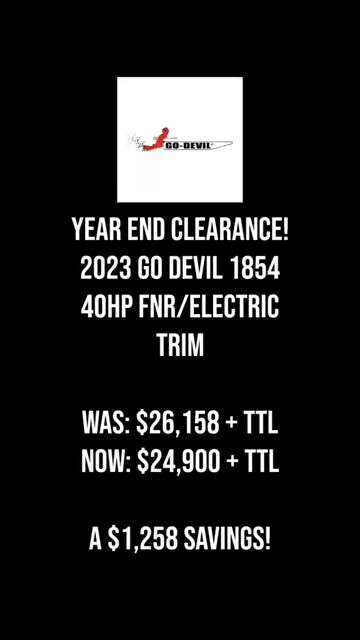 GO-DEVIL
YEAR END CLEARANCE!
2023 GO DEVIL 1854
40HP FNR/ELECTRIC
TRIM
WAS: $26,158 + TTL
NOW: $24,900 + TTL
A $1,258 SAVINGS!